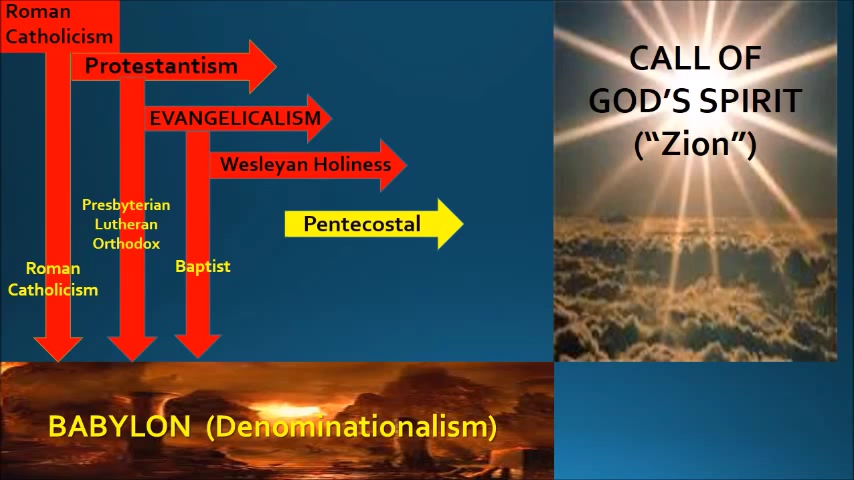 Roman
Catholicism
Protestantism
EVANGELICALISM
Wesleyan Holiness
Pentecostal
Presbyterian
Lutheran
Orthodox
Roman
Catholicism
Baptist
CALL OF
GOD’S SPIRIT
(“Zion”)
BABYLON (Denominationalism)